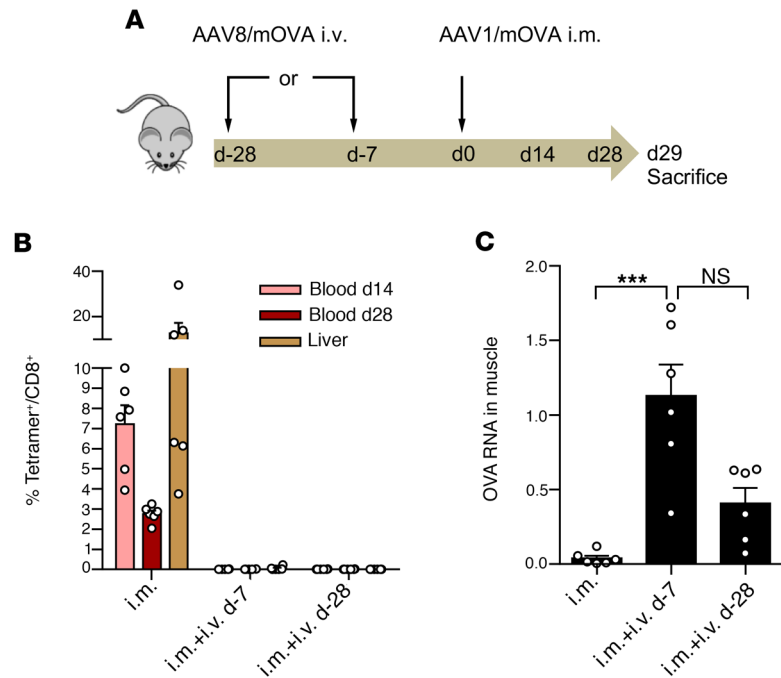 A
AAV8/mOVA i.v.
AAV1/mOVA i.m.
or
d-28
d-7
d0
d14
d28
d29
Sacrifice
B
% Tetramer⁺/CD8⁺
40
20
10
9
8
7
6
5
4
3
2
1
0
Blood d14
Blood d28
Liver
i.m.
i.m.+i.v. d-7
i.m.+i.v. d-28
C
OVA RNA in muscle
2.0
1.5
1.0
0.5
0.0
***
NS
i.m.
i.m.+i.v. d-7
i.m.+i.v. d-28